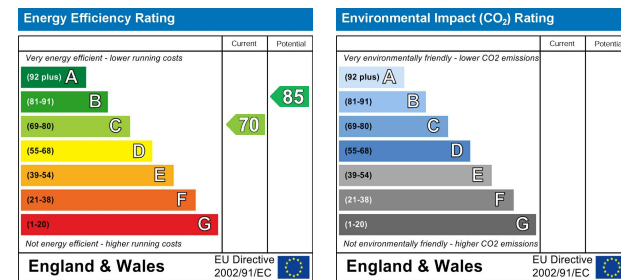 Energy Efficiency Rating
Current Potential
Very energy efficient - lower running costs
(92 plus) A
(81-91) B
85
(69-80) C
70
(55-68) D
(39-54) E
(21-38) F
(1-20) G
Not energy efficient - higher running costs
England & Wales
EU Directive
2002/91/EC
Environmental Impact (CO₂) Rating
Current Potentia
Very environmentally friendly - lower CO2 emissions
(92 plus) A
(81-91) B
(69-80) C
(55-68) D
(39-54) E
(21-38) F
(1-20) G
Not environmentally friendly - higher CO2 emissions
England & Wales
EU Directive
2002/91/EC